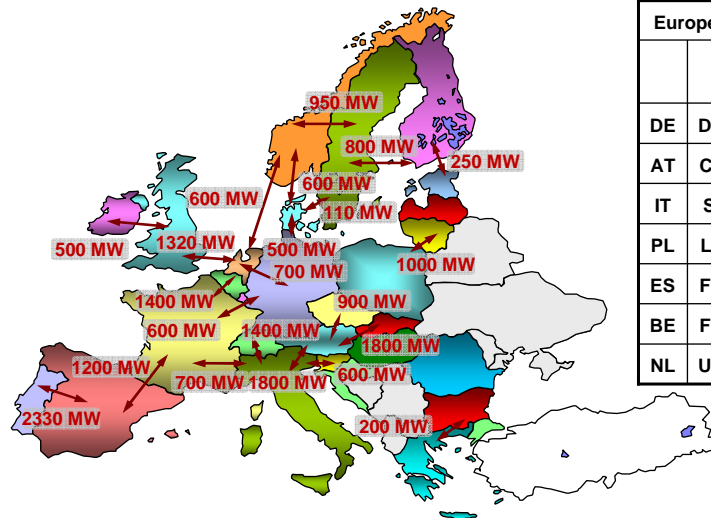 Europe
DE D
AT C
IT S
PL L
ES F
BE F
NL U
950 MW
800 MW
250 MW
600 MW
600 MW
110 MW
500 MW
1320 MW
500 MW
700 MW
1000 MW
1400 MW
900 MW
600 MW
1400 MW
1800 MW
1200 MW
700 MW
1800 MW
600 MW
2330 MW
200 MW